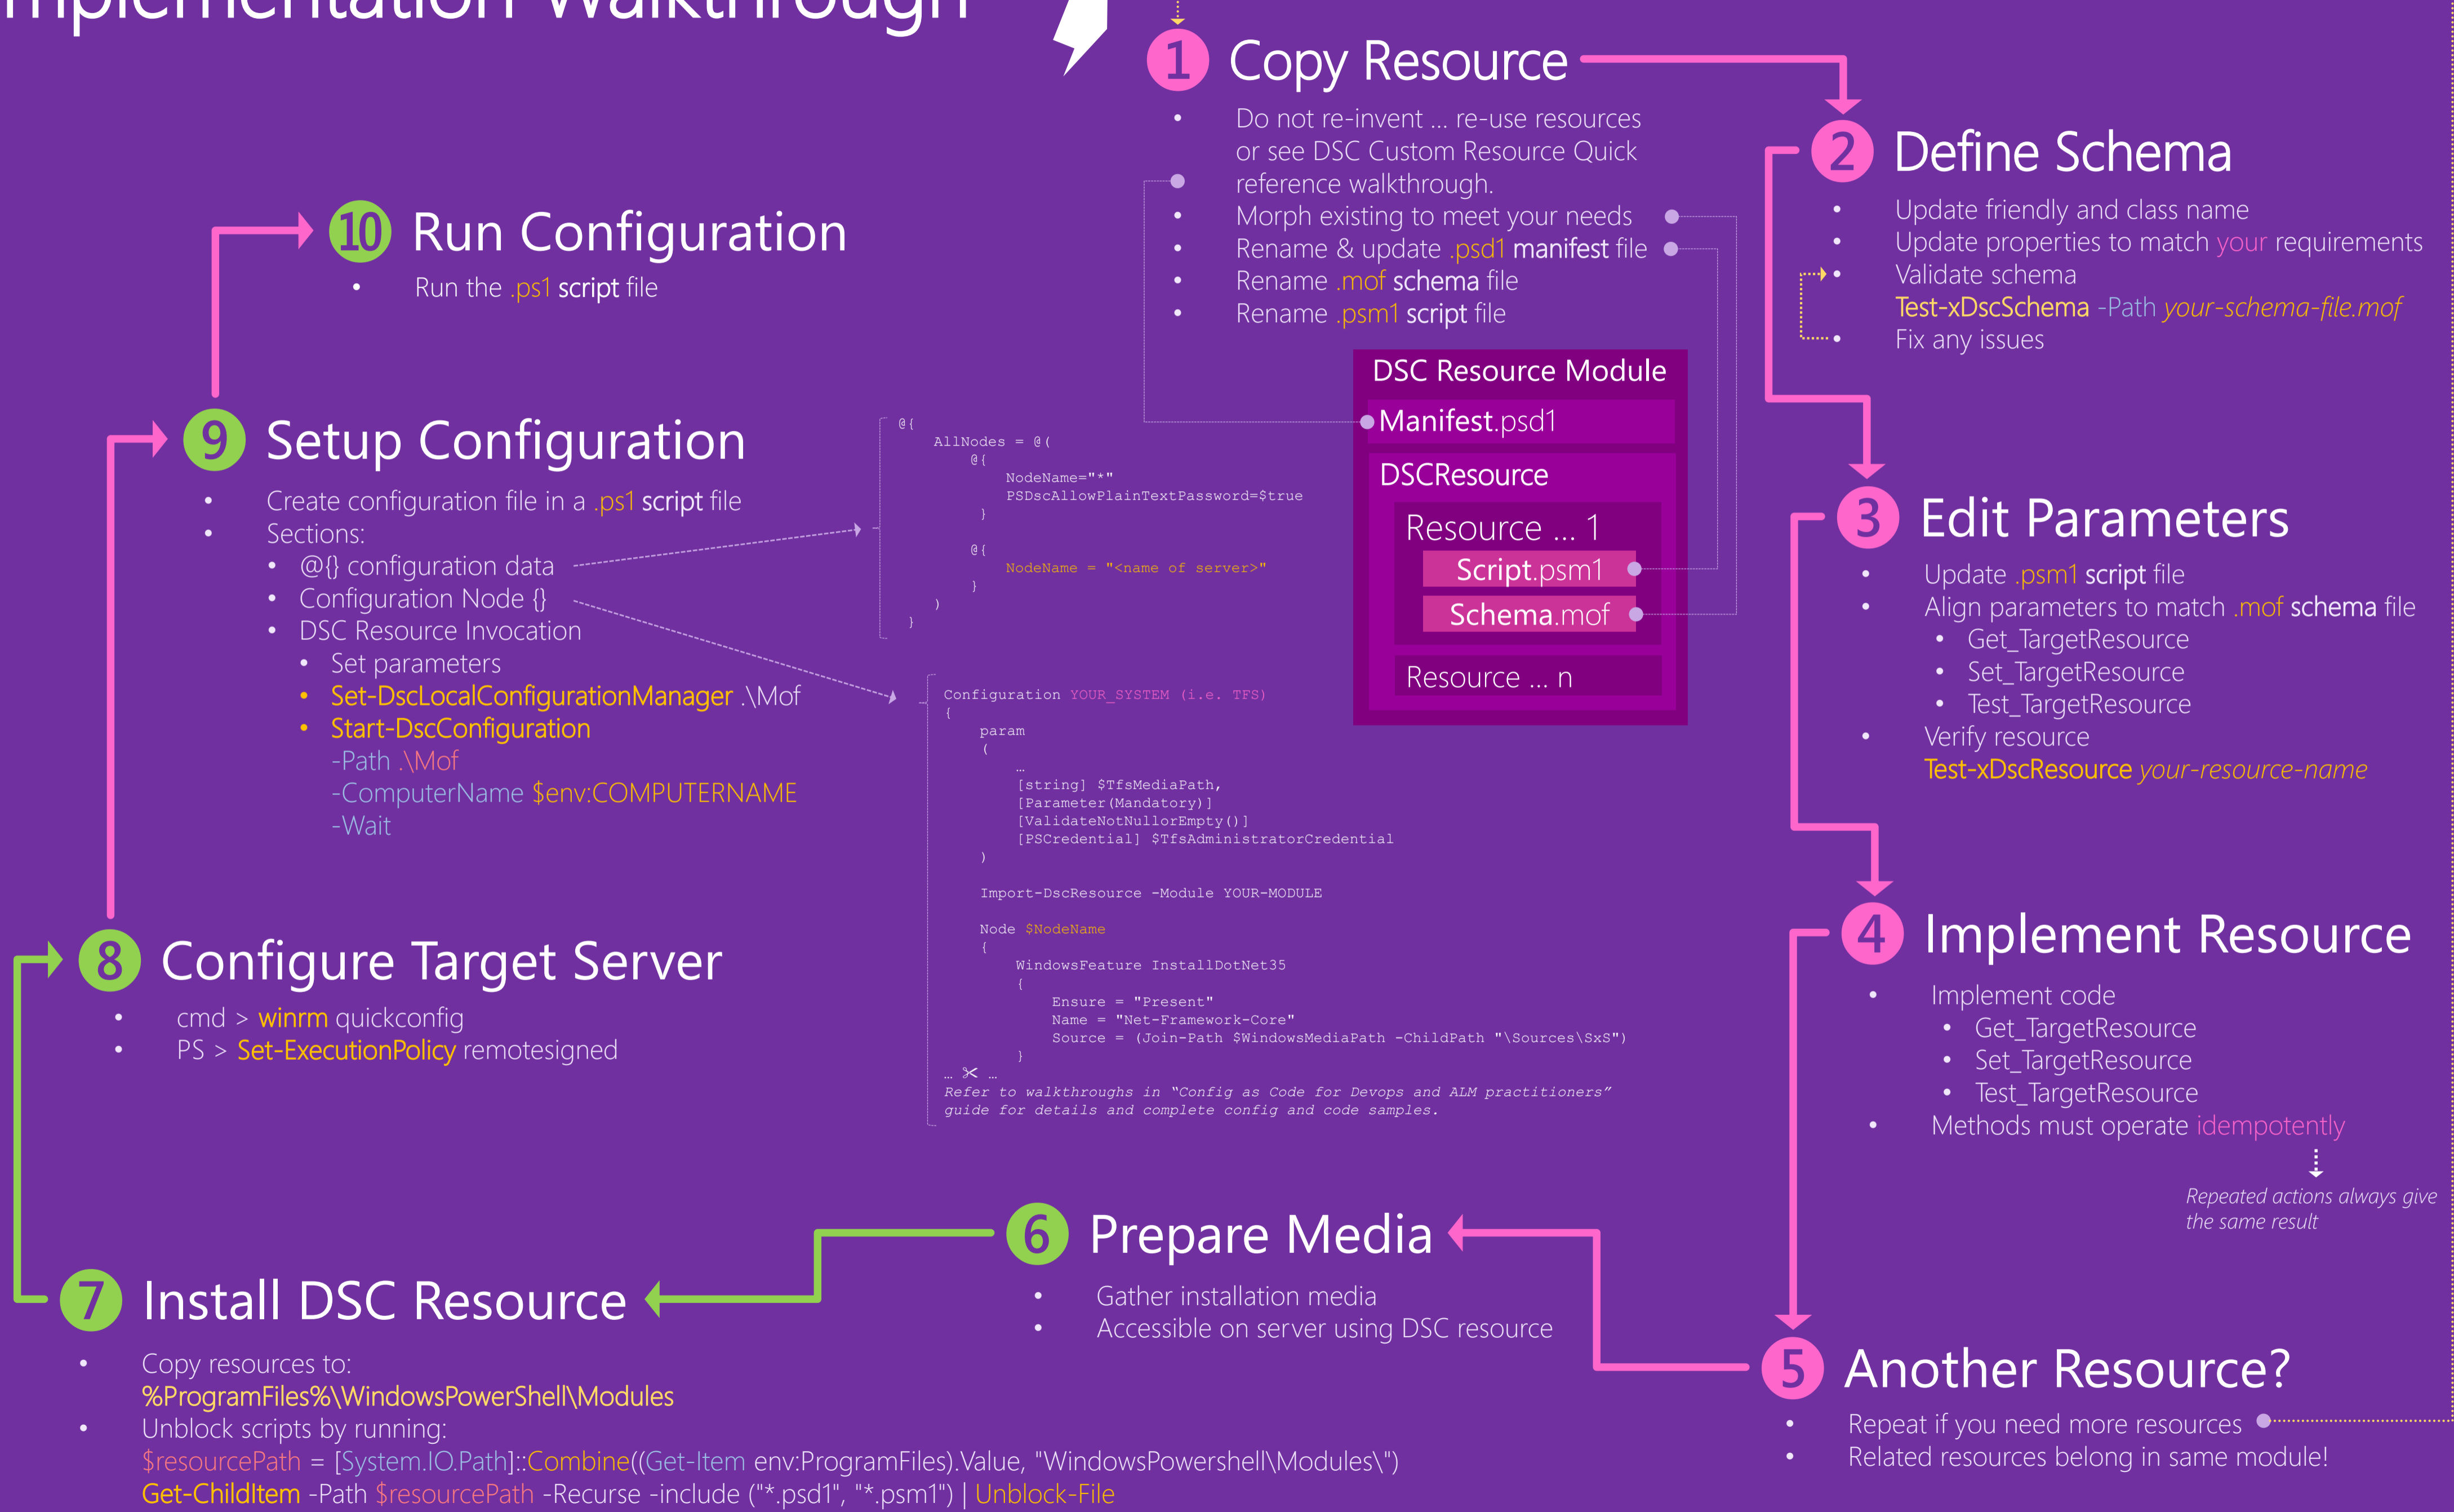 Implementation Walkthrough
1 Copy Resource
• Do not re-invent ... re-use resources
or see DSC Custom Resource Quick
reference walkthrough.
• Morph existing to meet your needs
• Rename & update .psd1 manifest file
• Rename .mof schema file
• Rename .psm1 script file
DSC Resource Module
Manifest.psd1
DSCResource
Resource ... 1
Script.psm1
Schema.mof
Resource ... n
2 Define Schema
• Update friendly and class name
• Update properties to match your requirements
• Validate schema
Test-xDscSchema -Path your-schema-file.mof
• Fix any issues
3 Edit Parameters
• Update .psm1 script file
• Align parameters to match .mof schema file
• Get_TargetResource
• Set_TargetResource
• Test_TargetResource
• Verify resource
Test-xDscResource your-resource-name
4 Implement Resource
• Implement code
• Get_TargetResource
• Set_TargetResource
• Test_TargetResource
• Methods must operate idempotently
Repeated actions always give
the same result
5 Another Resource?
• Repeat if you need more resources
• Related resources belong in same module!
6 Prepare Media
• Gather installation media
• Accessible on server using DSC resource
7 Install DSC Resource
• Copy resources to:
%ProgramFiles%\WindowsPowerShell\Modules
• Unblock scripts by running:
$resourcePath = [System.IO.Path]::Combine((Get-Item env:ProgramFiles).Value, "WindowsPowershell\Modules\")
Get-ChildItem -Path $resourcePath -Recurse -include ("*.psd1", "*.psm1") | Unblock-File
8 Configure Target Server
• cmd > winrm quickconfig
• PS > Set-ExecutionPolicy remotesigned
9 Setup Configuration
• Create configuration file in a .ps1 script file
• Sections:
• @{} configuration data
• Configuration Node {}
• DSC Resource Invocation
• Set parameters
• Set-DscLocalConfigurationManager .\Mof
• Start-DscConfiguration
-Path .\Mof
-ComputerName $env:COMPUTERNAME
-Wait
@{
AllNodes = @(
@{
NodeName="*"
PSDscAllowPlainTextPassword=$true
}
@{
NodeName = "<name of server>"
}
)
}
Configuration YOUR_SYSTEM (i.e. TFS)
{
param
(
…
[string] $TfsMediaPath,
[Parameter(Mandatory)]
[ValidateNotNullorEmpty()]
[PSCredential] $TfsAdministratorCredential
)
Import-DscResource -Module YOUR-MODULE
Node $NodeName
{
WindowsFeature InstallDotNet35
{
Ensure = "Present"
Name = "Net-Framework-Core"
Source = (Join-Path $WindowsMediaPath -ChildPath "\Sources\SxS")
}
… ✂ …
Refer to walkthroughs in “Config as Code for Devops and ALM practitioners”
guide for details and complete config and code samples.
10 Run Configuration
• Run the .ps1 script file